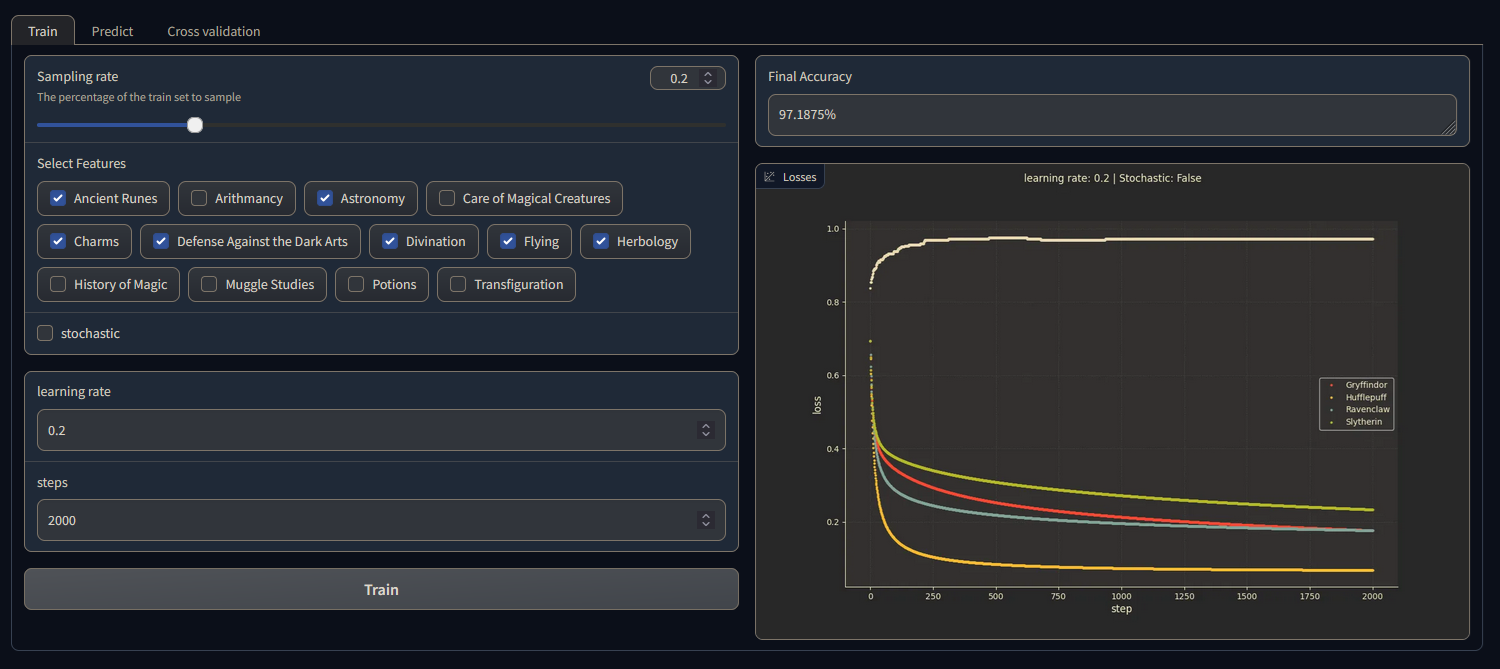 Train Predict Cross validation
Sampling rate 0.2
The percentage of the train set to sample
Select Features
Ancient Runes Arithmancy Astronomy Care of Magical Creatures
Charms Defense Against the Dark Arts Divination Flying Herbology
History of Magic Muggle Studies Potions Transfiguration
stochastic
learning rate
0.2
steps
2000
Train
Final Accuracy
97.1875%
Losses
learning rate: 0.2 | Stochastic: False
1.0
0.8
0.6
0.4
0.2
loss
Gryffindor
Hufflepuff
Ravenclaw
Slytherin
0 250 500 750 1000 1250 1500 1750 2000
step